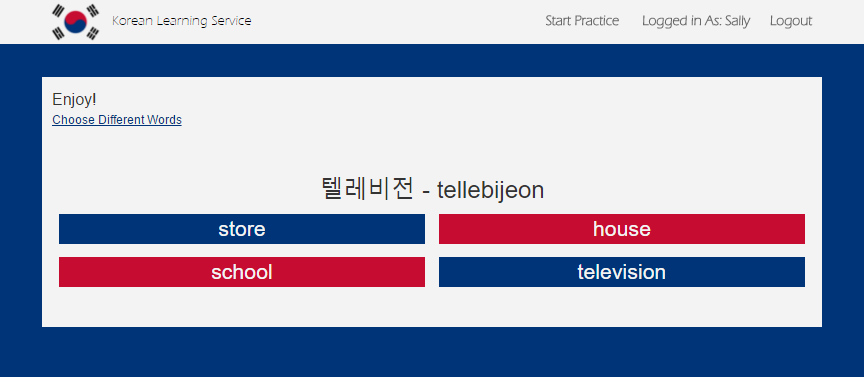 Korean Learning Service
Start Practice Logged in As: Sally Logout
Enjoy!
Choose Different Words
텔레비전 - tellebijeon
store house
school television